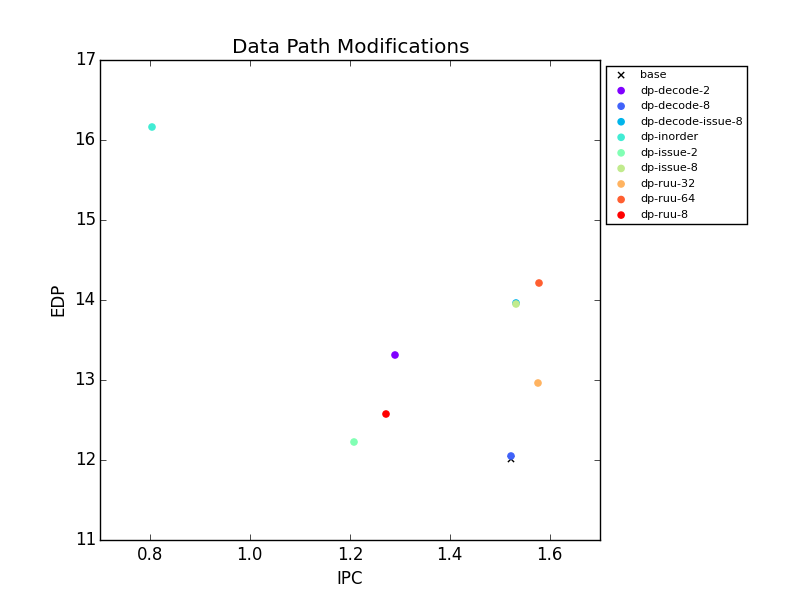 Data Path Modifications
17
16
15
14
13
12
11
EDP
0.8 1.0 1.2 1.4 1.6
IPC
base
dp-decode-2
dp-decode-8
dp-decode-issue-8
dp-inorder
dp-issue-2
dp-issue-8
dp-ruu-32
dp-ruu-64
dp-ruu-8